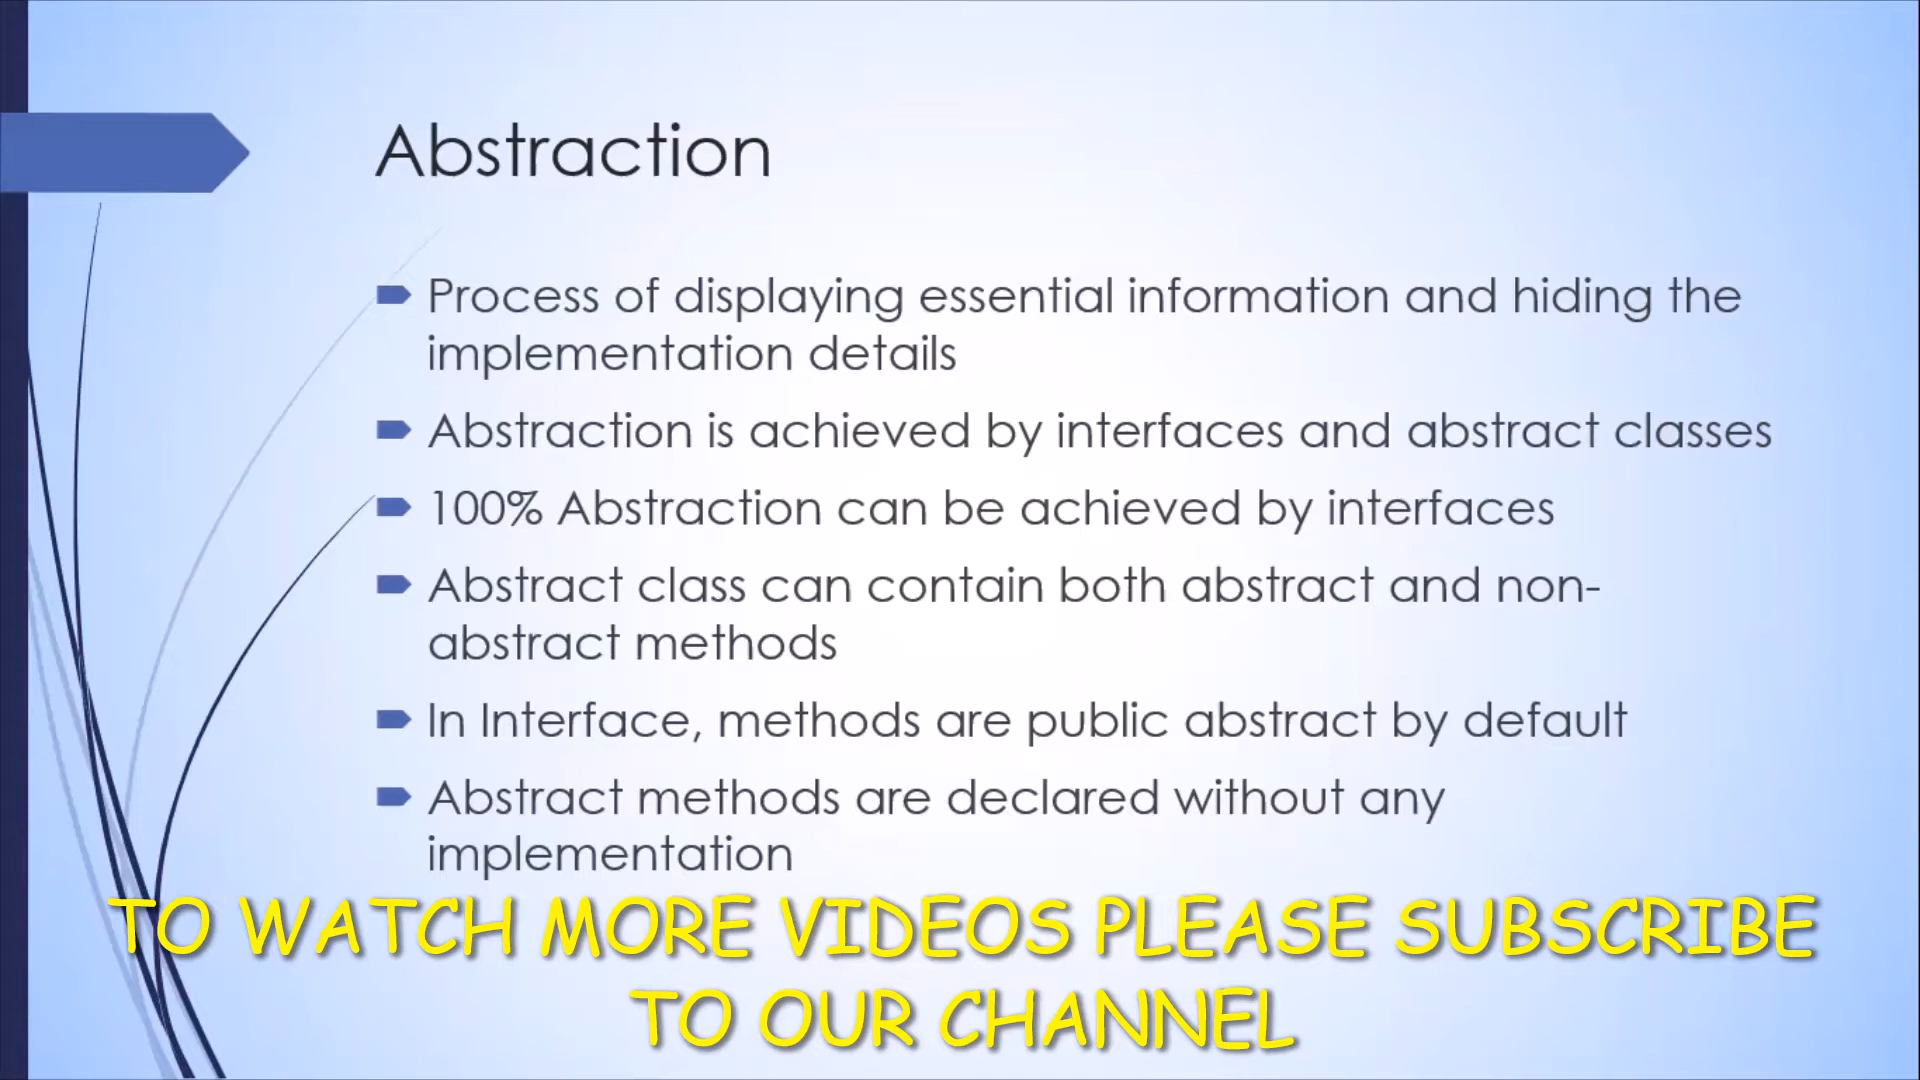 Abstraction
Process of displaying essential information and hiding the
implementation details
Abstraction is achieved by interfaces and abstract classes
100% Abstraction can be achieved by interfaces
Abstract class can contain both abstract and non-
abstract methods
In Interface, methods are public abstract by default
Abstract methods are declared without any
implementation
TO WATCH MORE VIDEOS PLEASE SUBSCRIBE
TO OUR CHANNEL